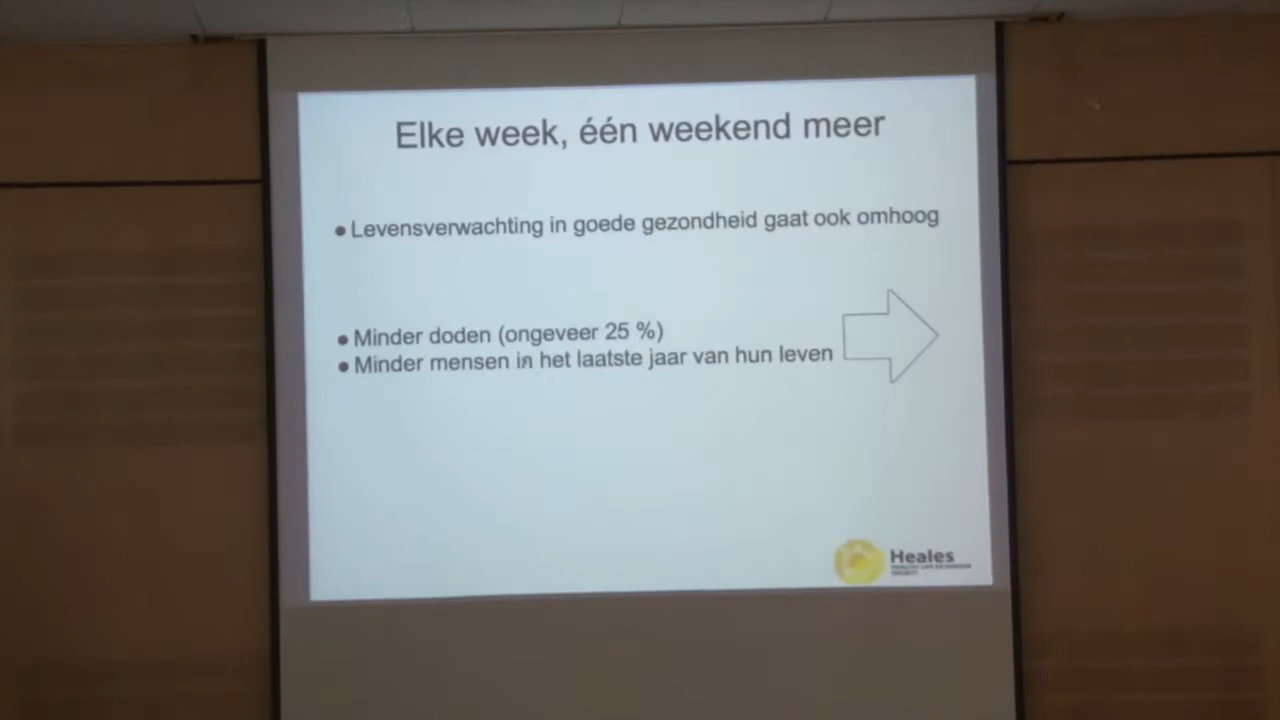 Elke week, één weekend meer
● Levensverwachting in goede gezondheid gaat ook omhoog
● Minder doden (ongeveer 25 %)
● Minder mensen in het laatste jaar van hun leven
Heales